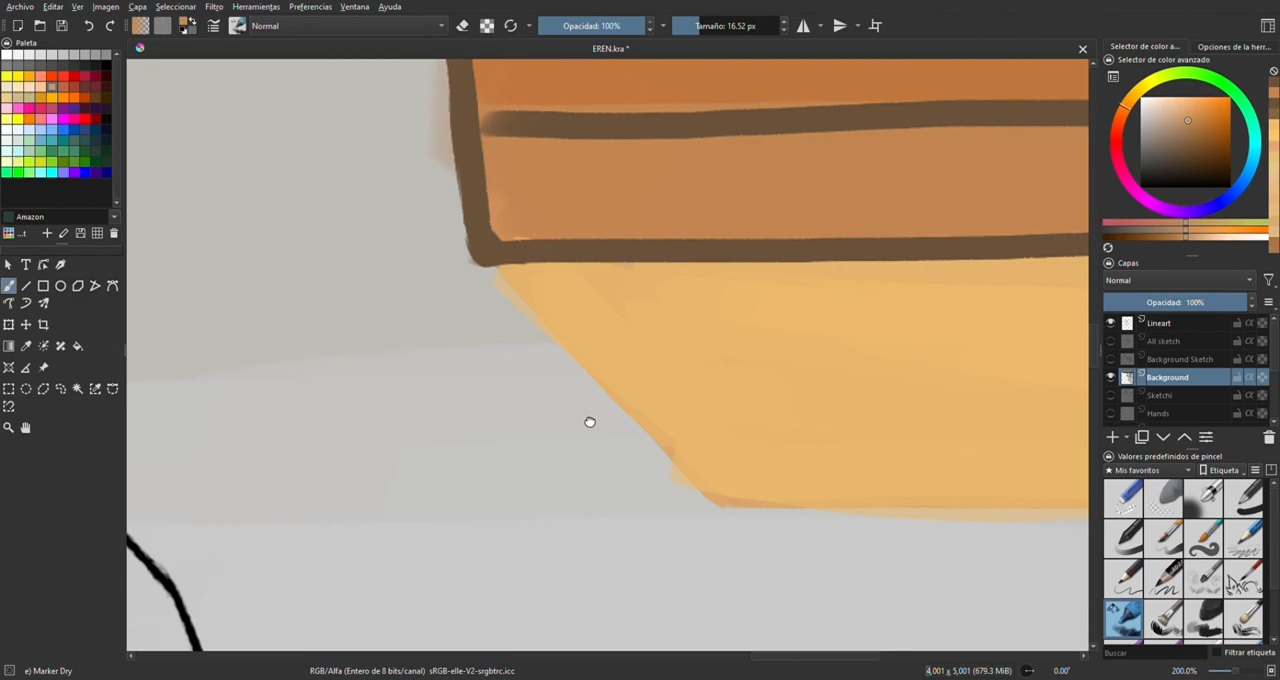 Archivo Editar Ver Imagen Capa Seleccionar Filtro Herramientas Preferencias Ventana Ayuda
Normal Opacidad: 100% Tamaño: 16.52 px
Paleta
EREN.kra *
Selector de color a... Opciones de la herr...
Selector de color avanzado
Amazon
...t
Capas
Normal
Opacidad: 100%
Lineart
All sketch
Background Sketch
Background
Sketchi
Hands
Valores predefinidos de pincel
Mis favoritos Etiqueta
Buscar Filtrar etiqueta
e) Marker Dry RGB/Alfa (Entero de 8 bits/canal) sRGB-elle-V2-srgbtrc.icc 4,001 x 5,001 (679.3 MiB) 0.00° 200.0%